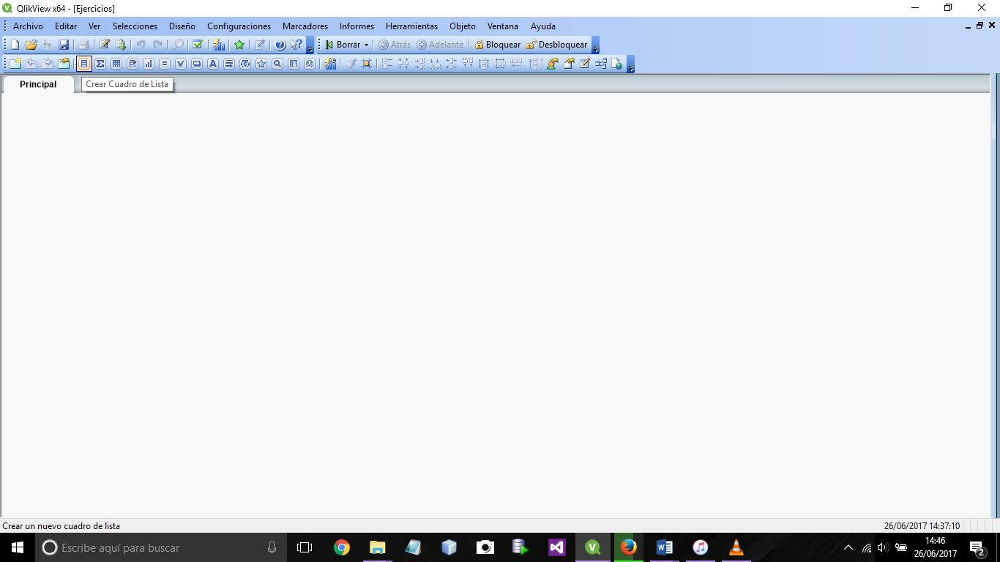 QlikView x64 - [Ejercicios]
Archivo Editar Ver Selecciones Diseño Configuraciones Marcadores Informes Herramientas Objeto Ventana Ayuda
Borrar Atrás Adelante Bloquear Desbloquear
Principal
Crear Cuadro de Lista
Crear un nuevo cuadro de lista
26/06/2017 14:37:10
Escribe aquí para buscar
14:46
26/06/2017
2